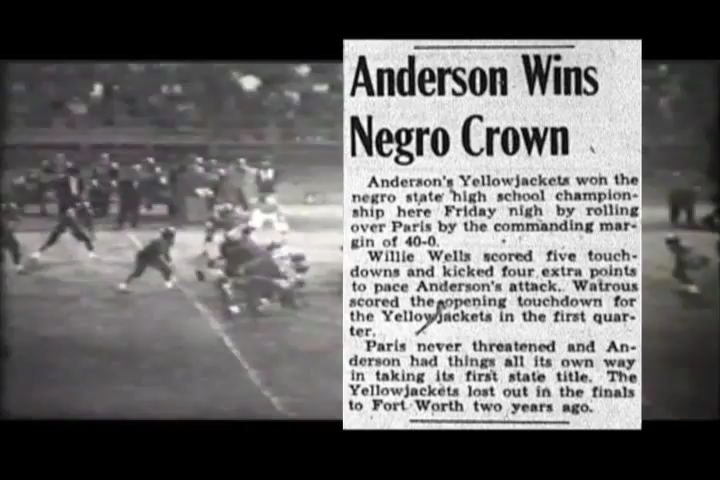 Anderson Wins
Negro Crown
Anderson's Yellowjackets won the
negro state high school champion-
ship here Friday nigh by rolling
over Paris by the commanding mar-
gin of 40-0.
Willie Wells scored five touch-
downs and kicked four extra points
to pace Anderson's attack. Watrous
scored the opening touchdown for
the Yellowjackets in the first quar-
ter.
Paris never threatened and An-
derson had things all its own way
in taking its first state title. The
Yellowjackets lost out in the finals
to Fort Worth two years ago.